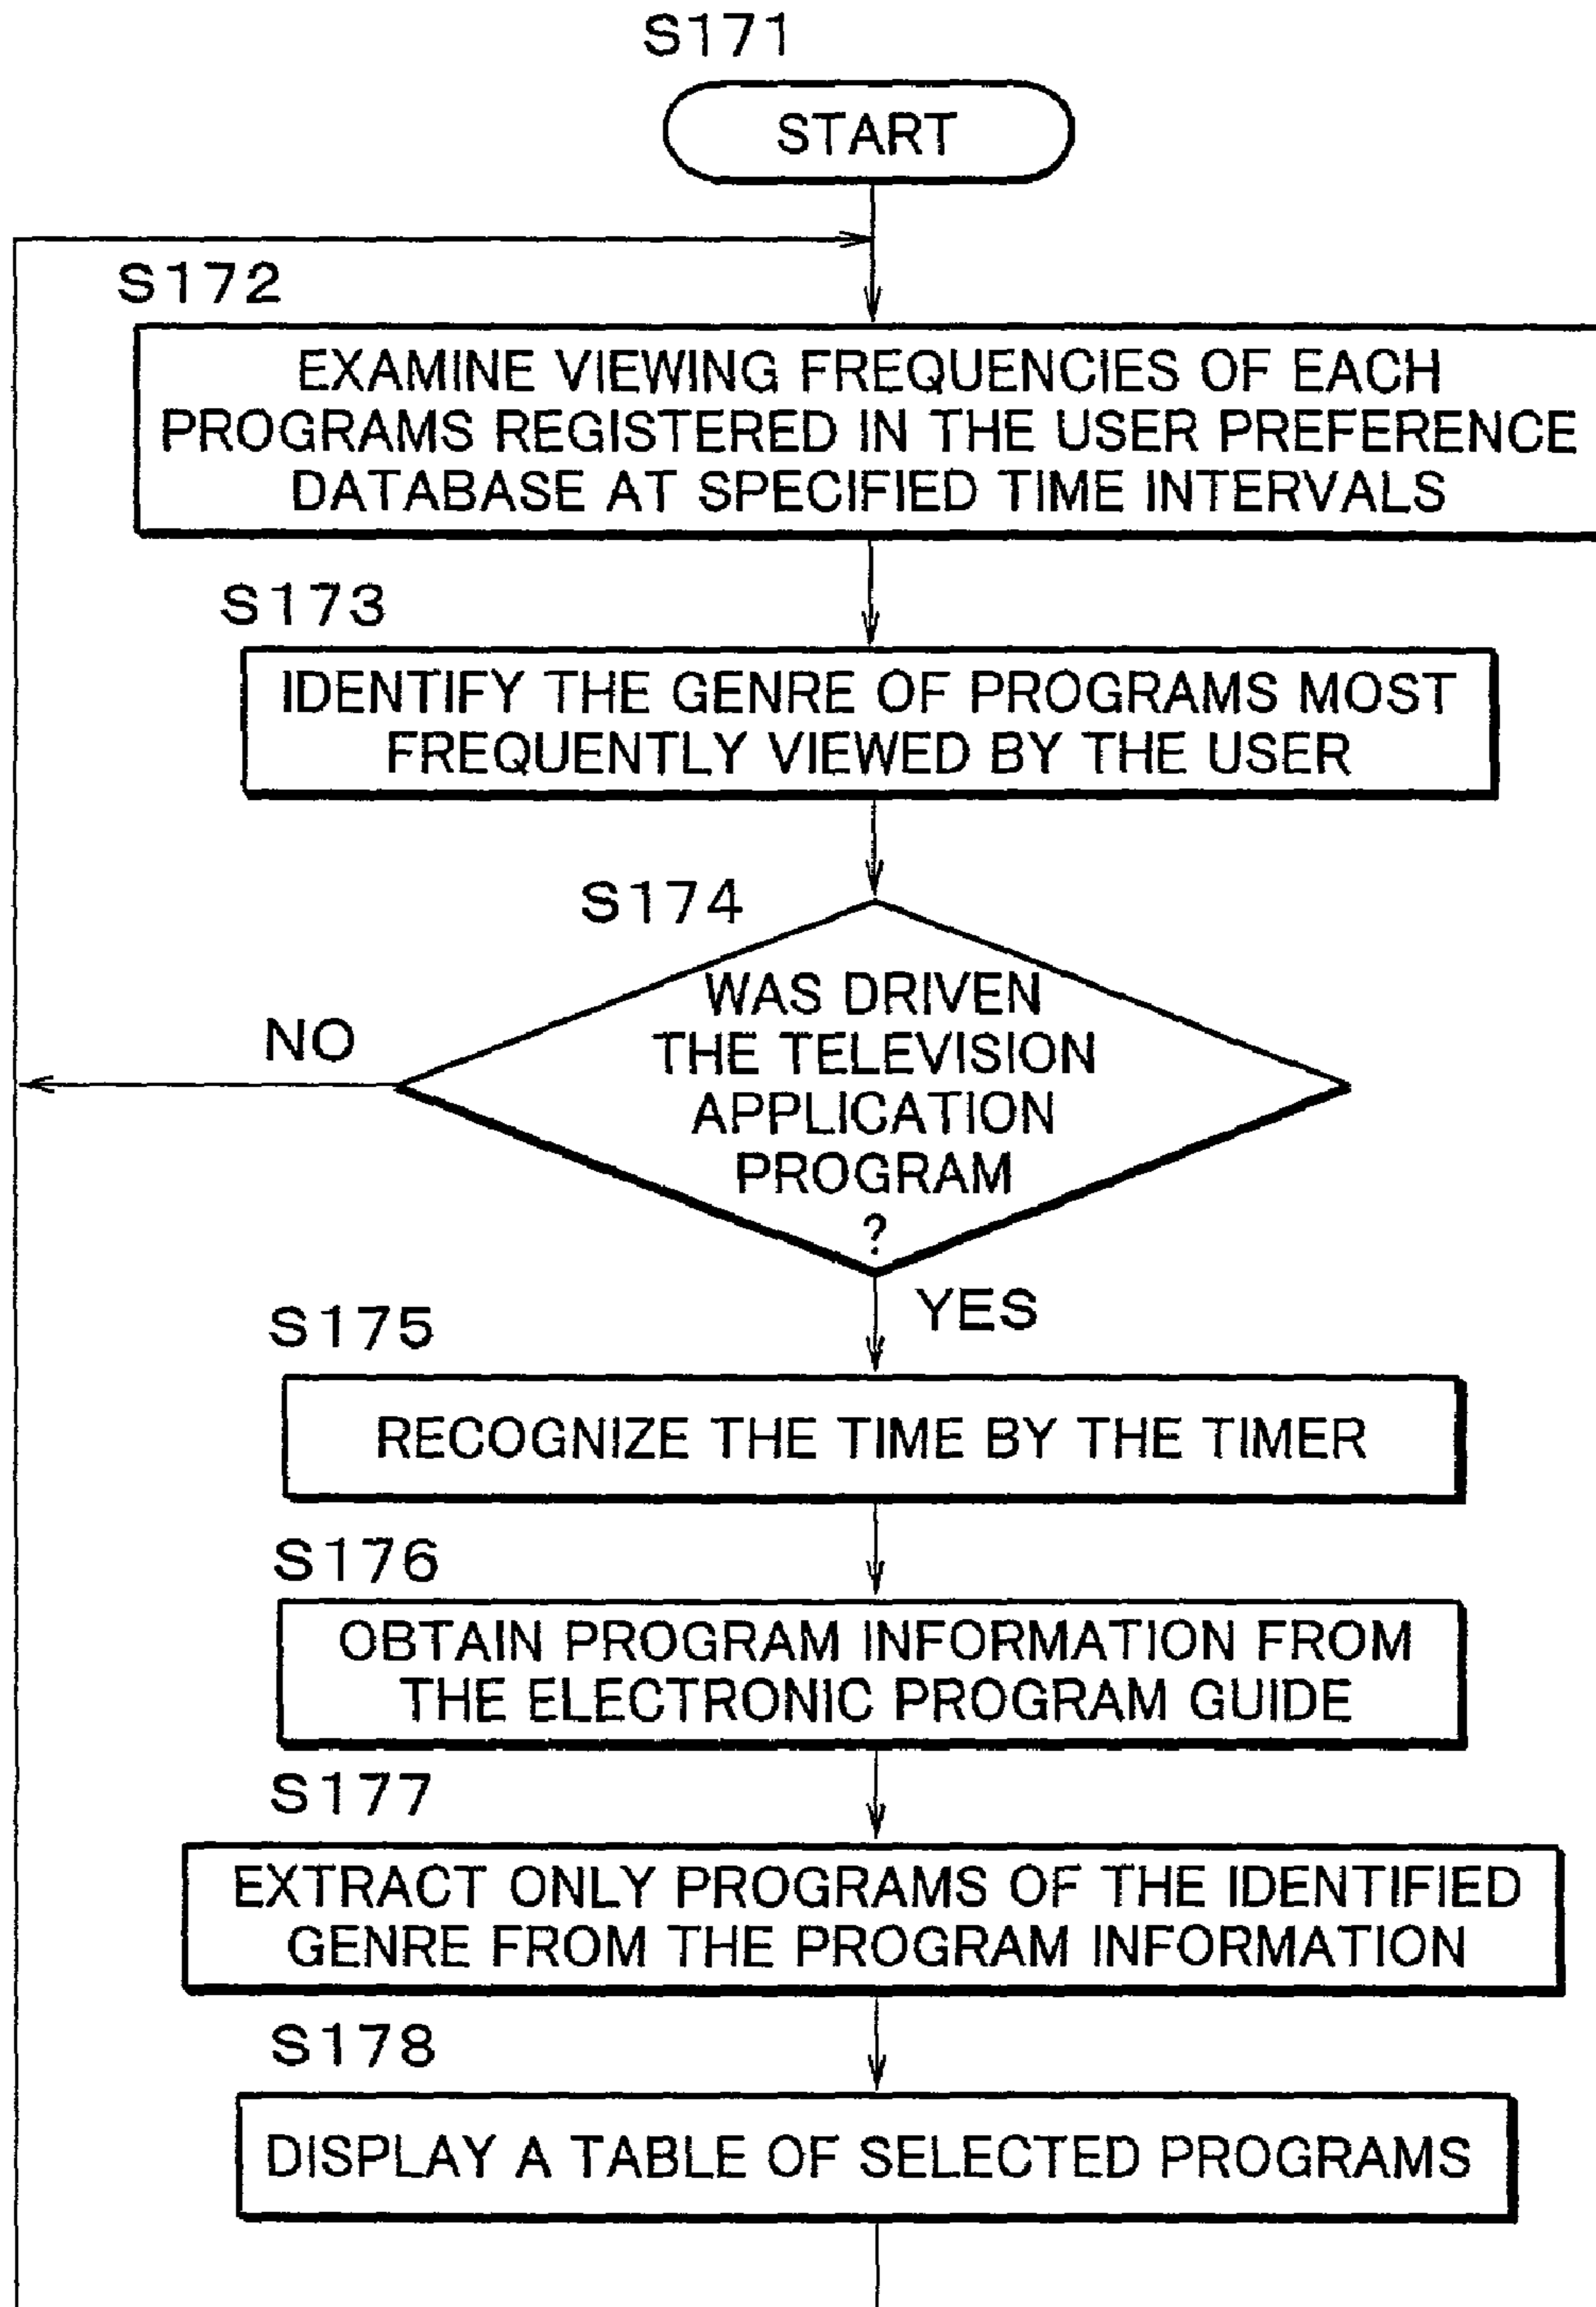 S171
START
S172
EXAMINE VIEWING FREQUENCIES OF EACH
PROGRAMS REGISTERED IN THE USER PREFERENCE
DATABASE AT SPECIFIED TIME INTERVALS
S173
IDENTIFY THE GENRE OF PROGRAMS MOST
FREQUENTLY VIEWED BY THE USER
S174
WAS DRIVEN
THE TELEVISION
APPLICATION
PROGRAM
?
NO
YES
S175
RECOGNIZE THE TIME BY THE TIMER
S176
OBTAIN PROGRAM INFORMATION FROM
THE ELECTRONIC PROGRAM GUIDE
S177
EXTRACT ONLY PROGRAMS OF THE IDENTIFIED
GENRE FROM THE PROGRAM INFORMATION
S178
DISPLAY A TABLE OF SELECTED PROGRAMS